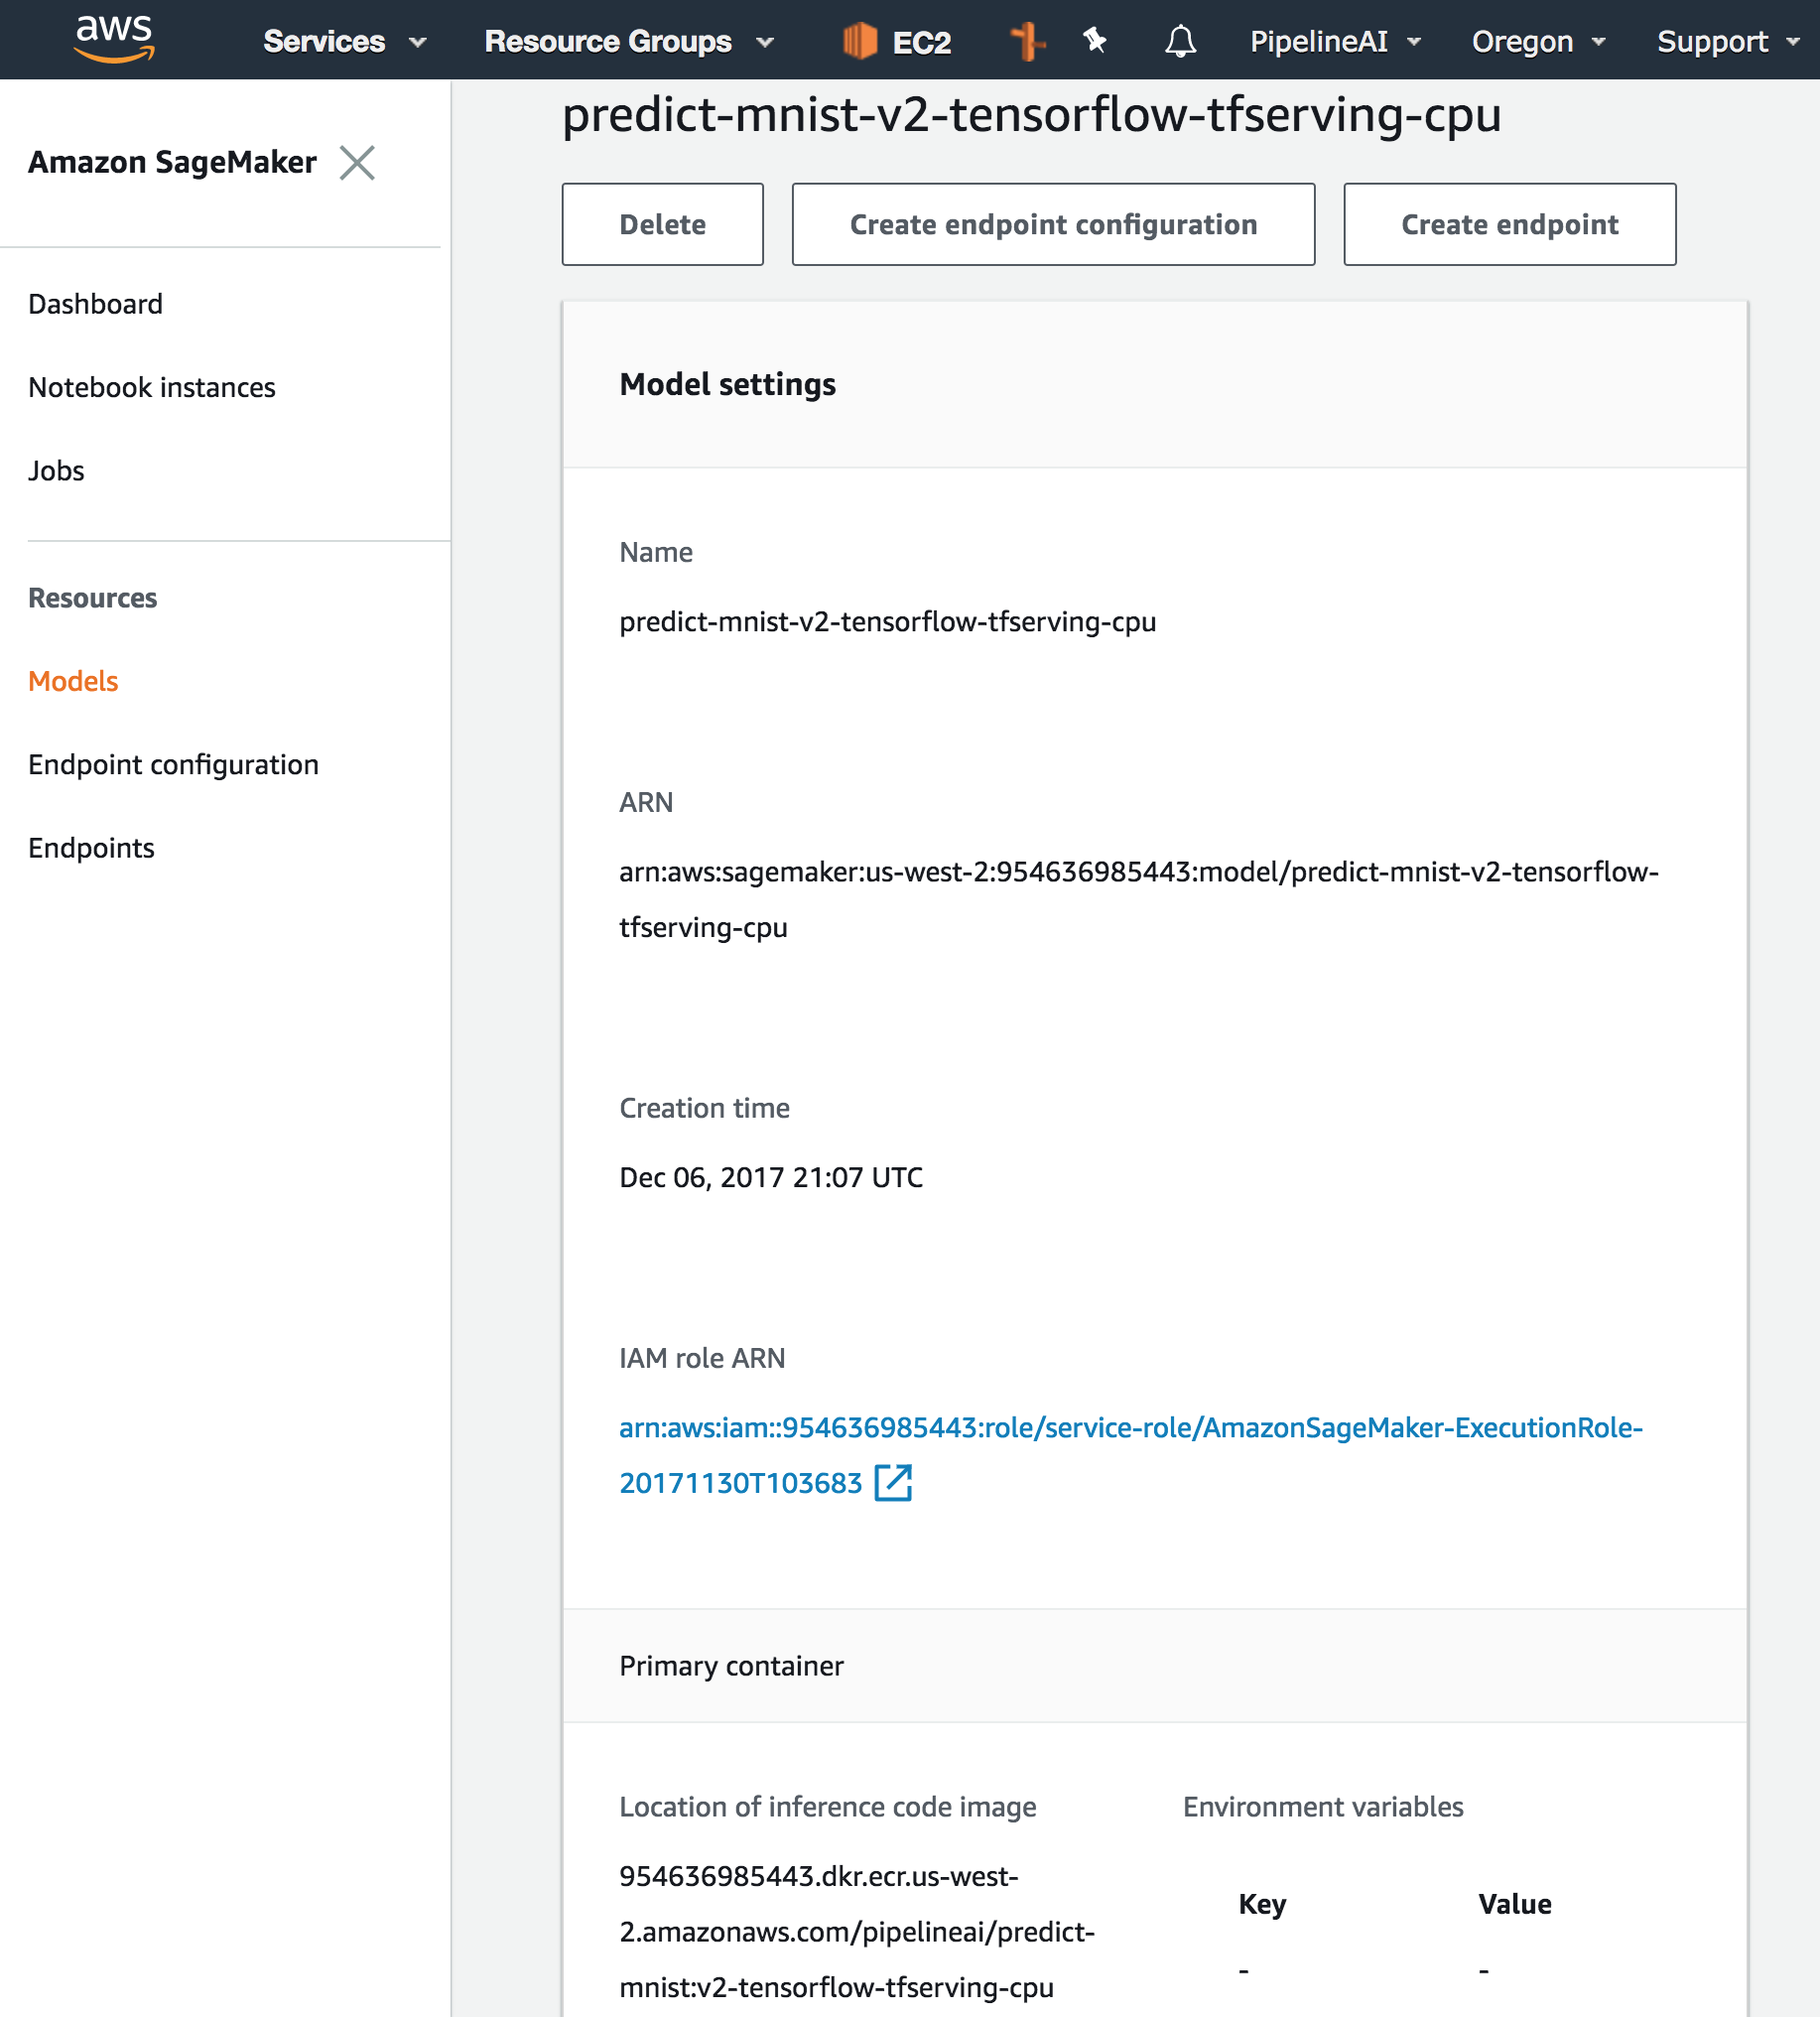 aws Services Resource Groups EC2 PipelineAI Oregon Support
Amazon SageMaker
Dashboard
Notebook instances
Jobs
Resources
Models
Endpoint configuration
Endpoints
predict-mnist-v2-tensorflow-tfserving-cpu
Delete Create endpoint configuration Create endpoint
Model settings
Name
predict-mnist-v2-tensorflow-tfserving-cpu
ARN
arn:aws:sagemaker:us-west-2:954636985443:model/predict-mnist-v2-tensorflow-
tfserving-cpu
Creation time
Dec 06, 2017 21:07 UTC
IAM role ARN
arn:aws:iam::954636985443:role/service-role/AmazonSageMaker-ExecutionRole-
20171130T103683
Primary container
Location of inference code image
954636985443.dkr.ecr.us-west-
2.amazonaws.com/pipelineai/predict-
mnist:v2-tensorflow-tfserving-cpu
Environment variables
Key Value
- -